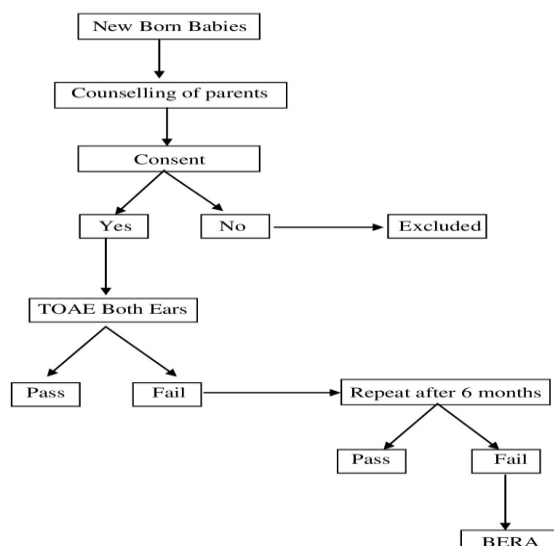 New Born Babies
Counselling of parents
Consent
Yes
No
Excluded
TOAE Both Ears
Pass
Fail
Repeat after 6 months
Pass
Fail
BERA